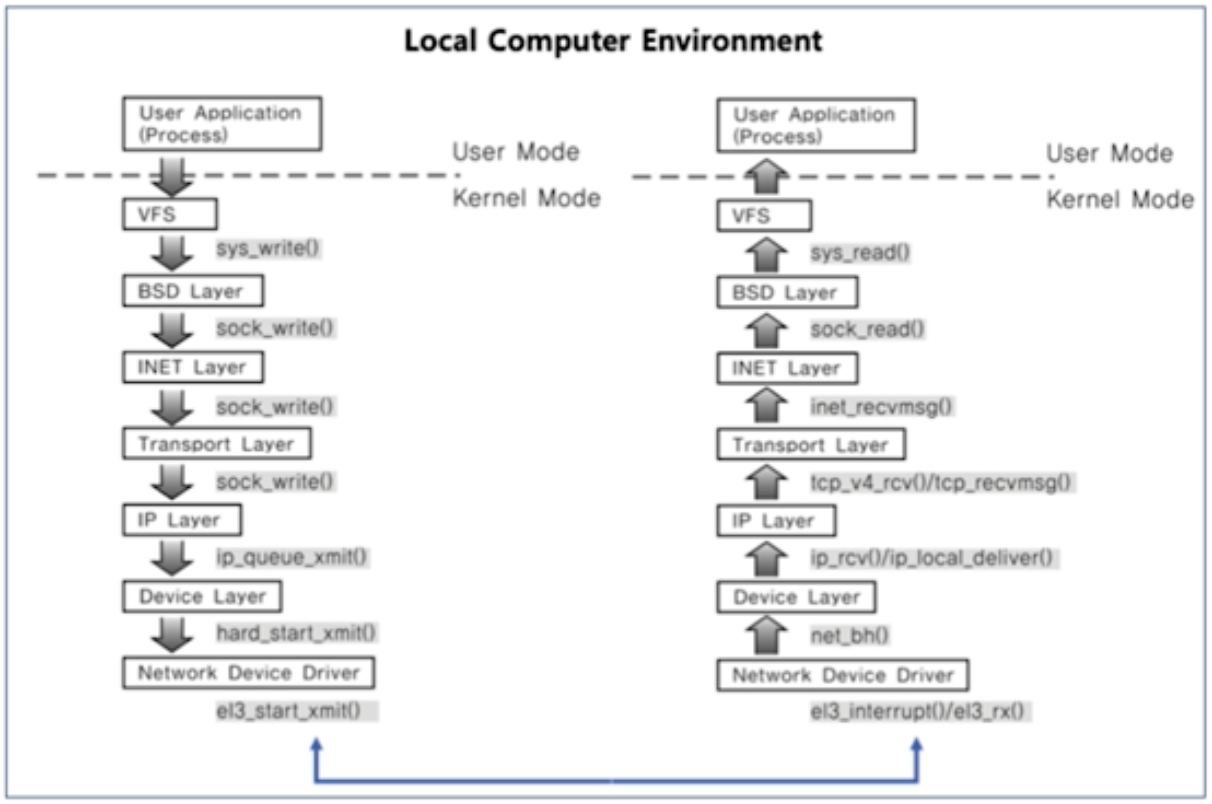 Local Computer Environment
User Application
(Process)
User Mode
Kernel Mode
VFS
sys_write()
BSD Layer
sock_write()
INET Layer
sock_write()
Transport Layer
sock_write()
IP Layer
ip_queue_xmit()
Device Layer
hard_start_xmit()
Network Device Driver
el3_start_xmit()
User Application
(Process)
User Mode
Kernel Mode
VFS
sys_read()
BSD Layer
sock_read()
INET Layer
inet_recvmsg()
Transport Layer
tcp_v4_rcv()/tcp_recvmsg()
IP Layer
ip_rcv()/ip_local_deliver()
Device Layer
net_bh()
Network Device Driver
el3_interrupt()/el3_rx()